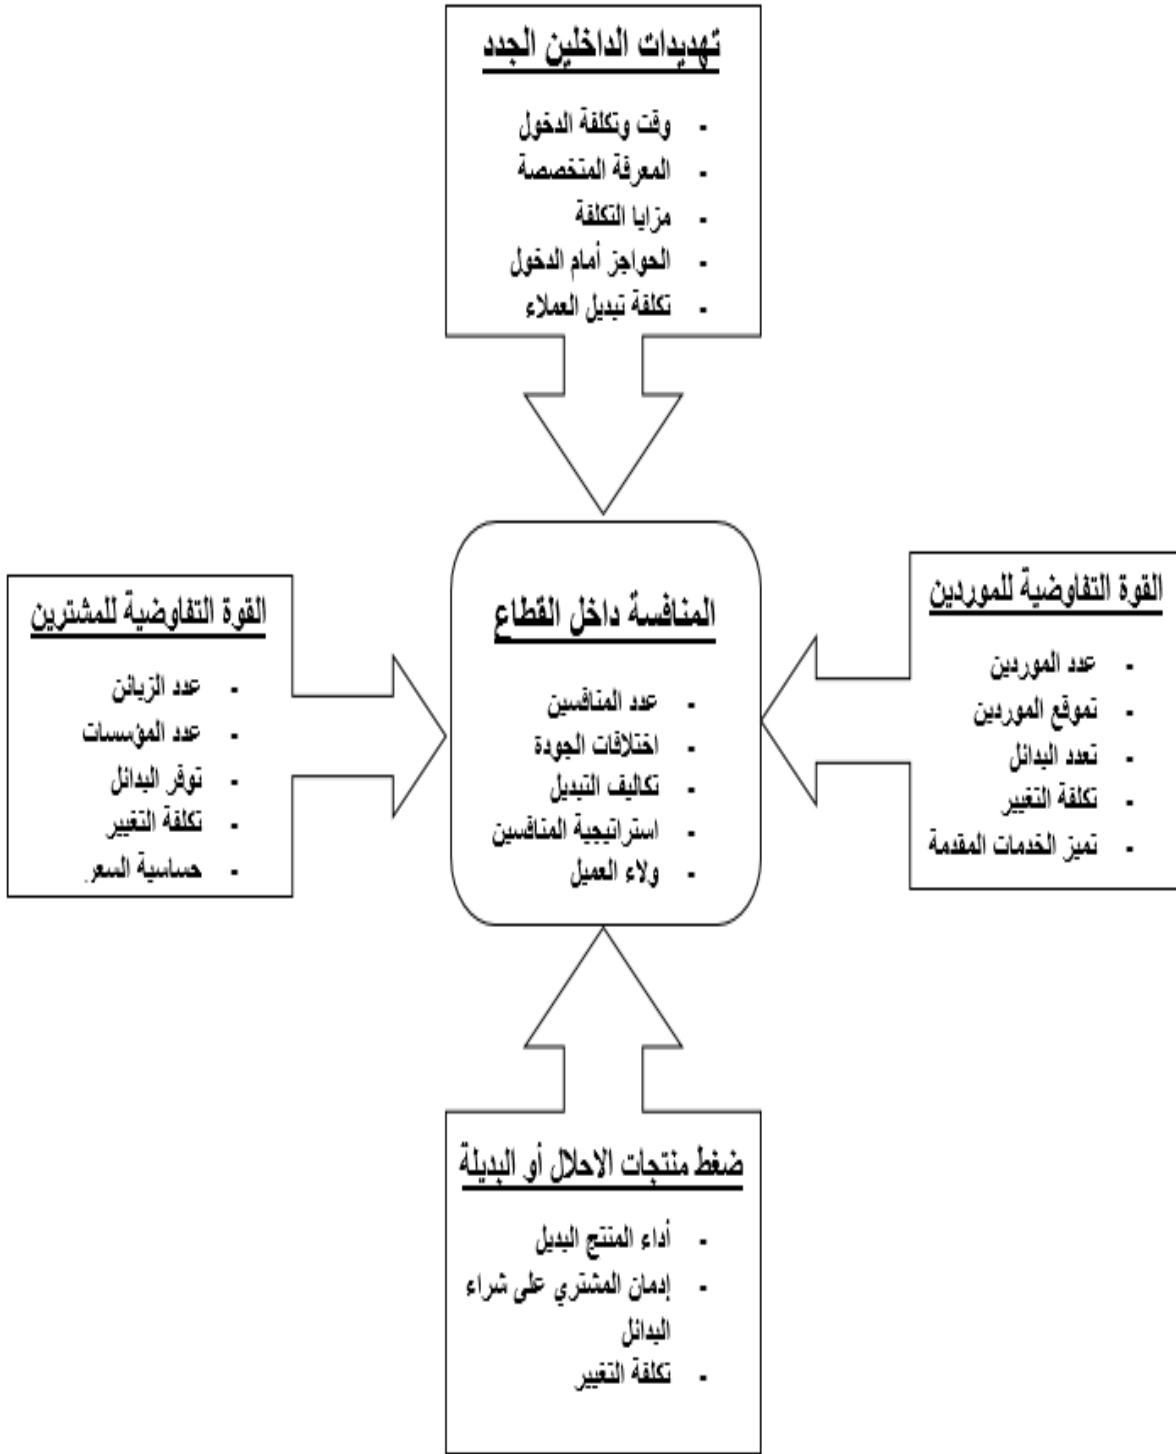 تهديدات الداخلين الجدد
- وقت وتكلفة الدخول
- المعرفة المتخصصة
- مزايا التكلفة
- الحواجز أمام الدخول
- تكلفة تبديل العملاء
القوة التفاوضية للموردين
- عدد الموردين
- تموقع الموردين
- تعدد البدائل
- تكلفة التغيير
- تميز الخدمات المقدمة
المنافسة داخل القطاع
- عدد المنافسين
- اختلافات الجودة
- تكاليف التبديل
- استراتيجية المنافسين
- ولاء العميل
القوة التفاوضية للمشترين
- عدد الزبائن
- عدد المؤسسات
- توفر البدائل
- تكلفة التغيير
- حساسية السعر
ضغط منتجات الاحلال أو البديلة
- أداء المنتج البديل
- إدمان المشتري على شراء
البدائل
- تكلفة التغيير